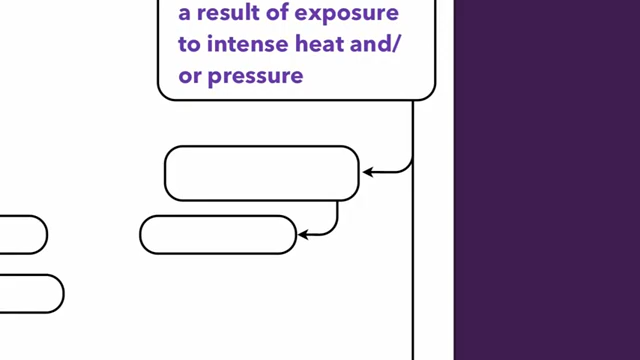 a result of exposure
to intense heat and/
or pressure